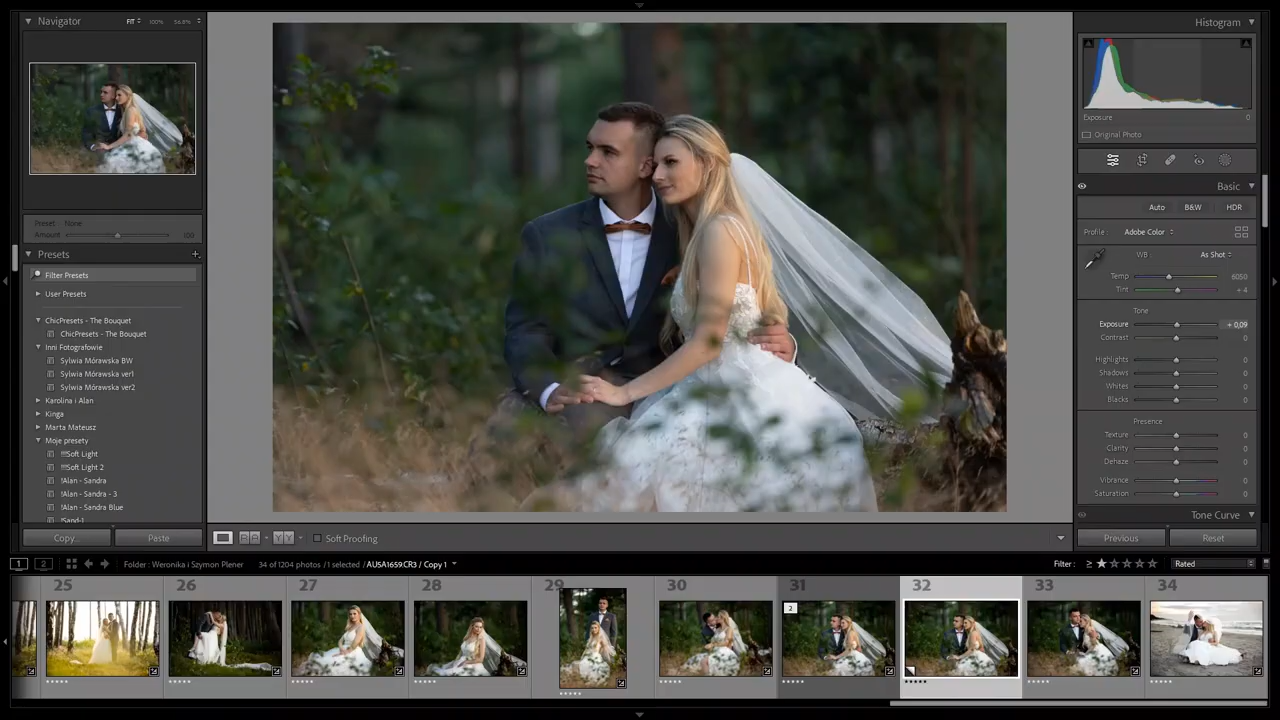 Navigator FIT 100% 56.6%
Preset: None
Amount 100
Presets +
Filter Presets
User Presets
ChicPresets - The Bouquet
ChicPresets - The Bouquet
Inni Fotografowie
Sylwia Mórawska BW
Sylwia Mórawska ver1
Sylwia Mórawska ver2
Karolina i Alan
Kinga
Marta Mateusz
Moje presety
!!!Soft Light
!!Soft Light 2
!Alan - Sandra
!Alan - Sandra - 3
!Alan - Sandra Blue
!Sand-1
Copy... Paste
Soft Proofing
Histogram
Exposure 0
Original Photo
Basic
Auto B&W HDR
Profile: Adobe Color
WB: As Shot
Temp 6050
Tint + 4
Tone
Exposure + 0,09
Contrast 0
Highlights 0
Shadows 0
Whites 0
Blacks 0
Presence
Texture 0
Clarity 0
Dehaze 0
Vibrance 0
Saturation 0
Tone Curve
Previous Reset
1 2 Folder: Weronika i Szymon Plener 34 of 1204 photos / 1 selected / AUSA1659.CR3 / Copy 1 Filter: Rated
25 26 27 28 29 30 31 32 33 34
2